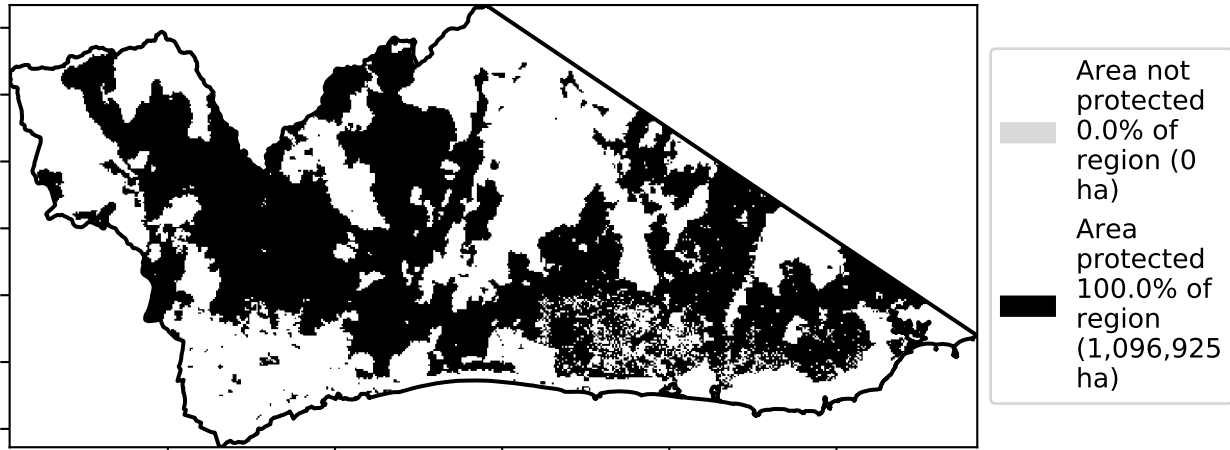 Area not
protected
0.0% of
region (0
ha)
Area
protected
100.0% of
region
(1,096,925
ha)